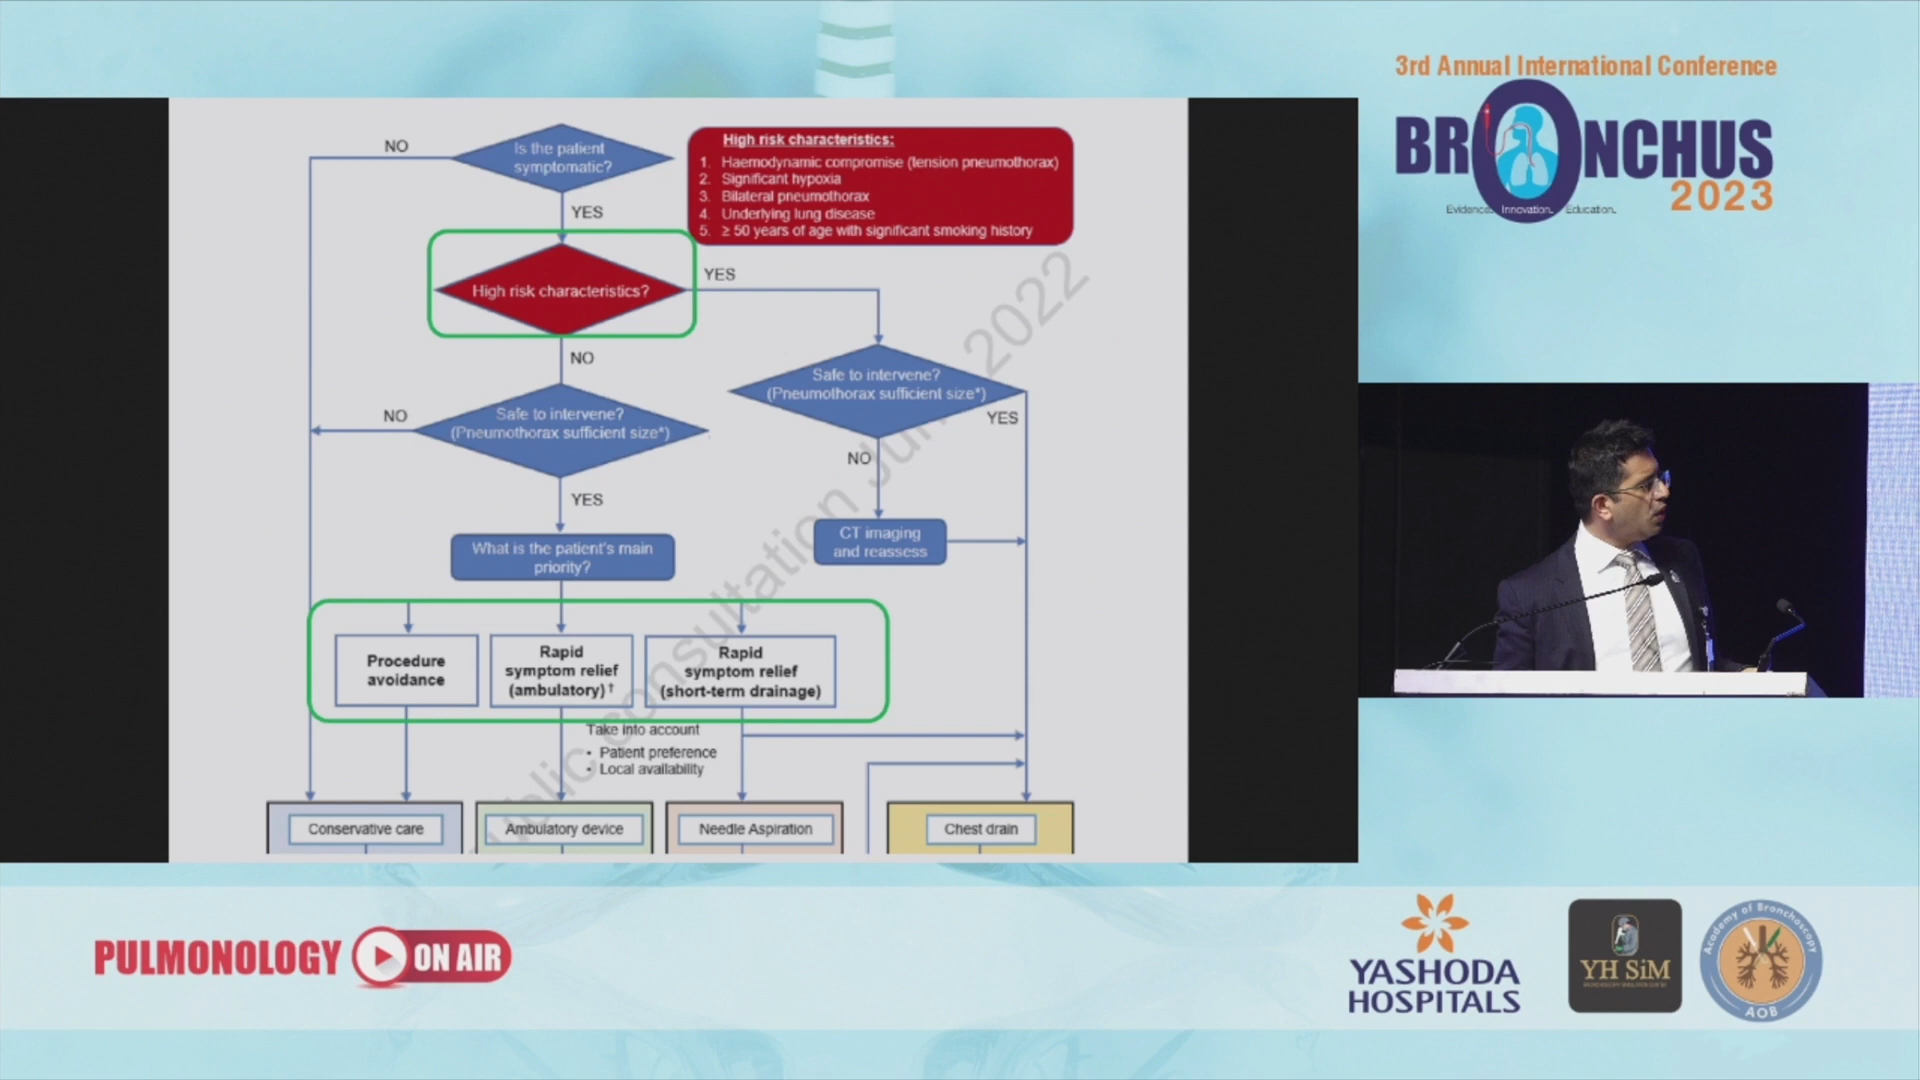 3rd Annual International Conference
BRONCHUS
2023
Evidence. Innovation. Education.
Is the patient
symptomatic?
NO
YES
High risk characteristics:
1. Haemodynamic compromise (tension pneumothorax)
2. Significant hypoxia
3. Bilateral pneumothorax
4. Underlying lung disease
5. ≥ 50 years of age with significant smoking history
High risk characteristics?
YES
NO
Safe to intervene?
(Pneumothorax sufficient size*)
NO
YES
Safe to intervene?
(Pneumothorax sufficient size*)
YES
NO
CT imaging
and reassess
What is the patient's main
priority?
Procedure
avoidance
Rapid
symptom relief
(ambulatory)†
Rapid
symptom relief
(short-term drainage)
Take into account
• Patient preference
• Local availability
Conservative care
Ambulatory device
Needle Aspiration
Chest drain
public consultation June 2022
PULMONOLOGY ON AIR
YASHODA
HOSPITALS
YH SiM
Academy of Bronchoscopy
AOB